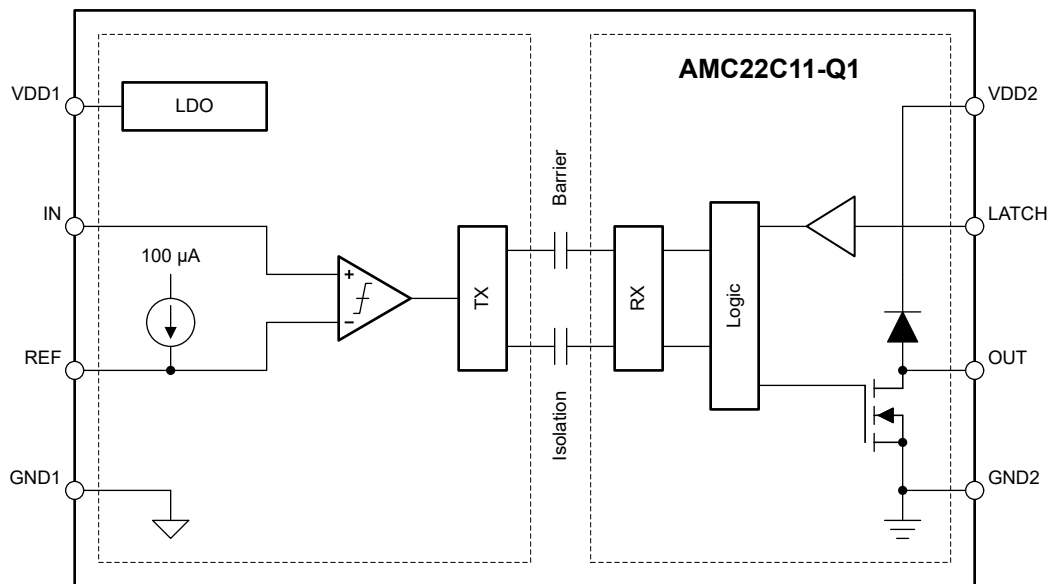 AMC22C11-Q1
VDD1
LDO
VDD2
IN
Barrier
LATCH
100 µA
+
−
TX
RX
Logic
REF
OUT
Isolation
GND1
GND2